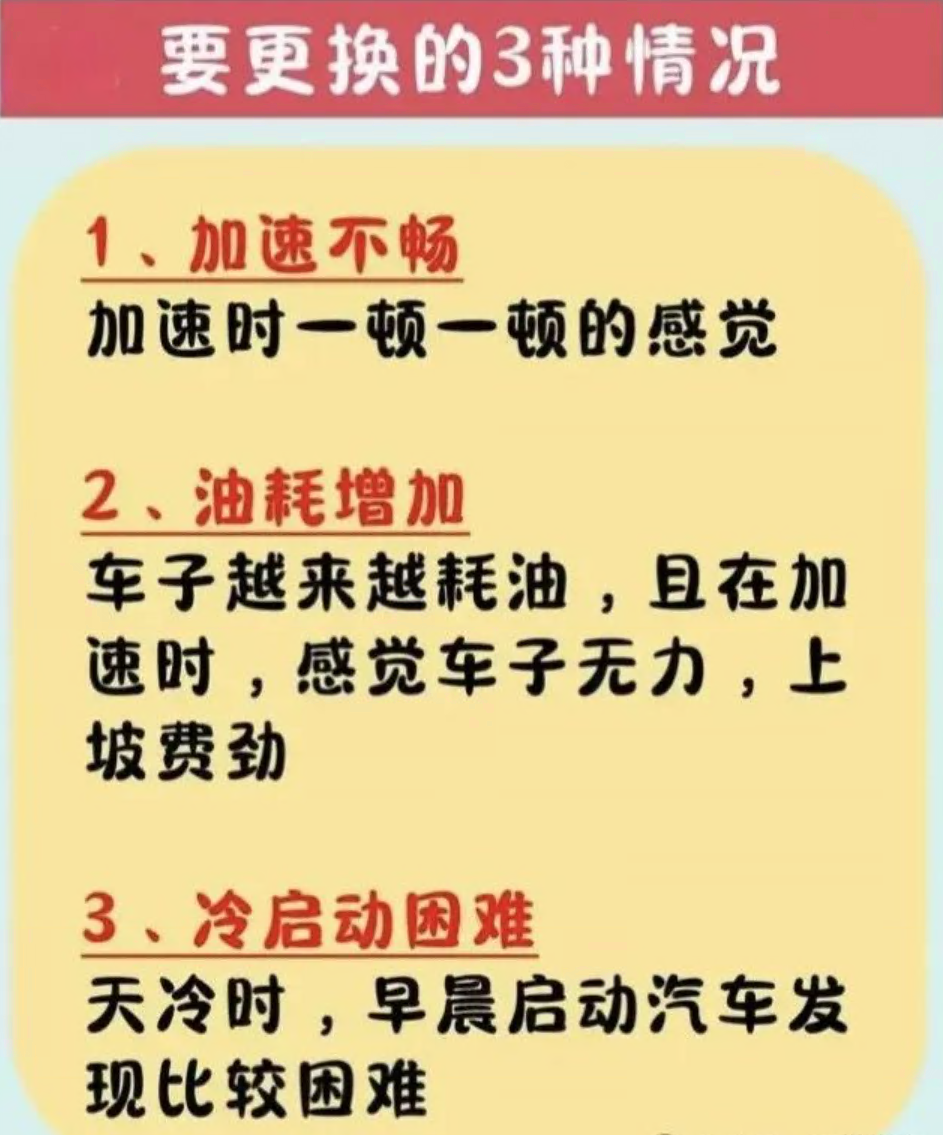 要更换的3种情况
1、加速不畅
加速时一顿一顿的感觉
2、油耗增加
车子越来越耗油，且在加
速时，感觉车子无力，上
坡费劲
3、冷启动困难
天冷时，早晨启动汽车发
现比较困难